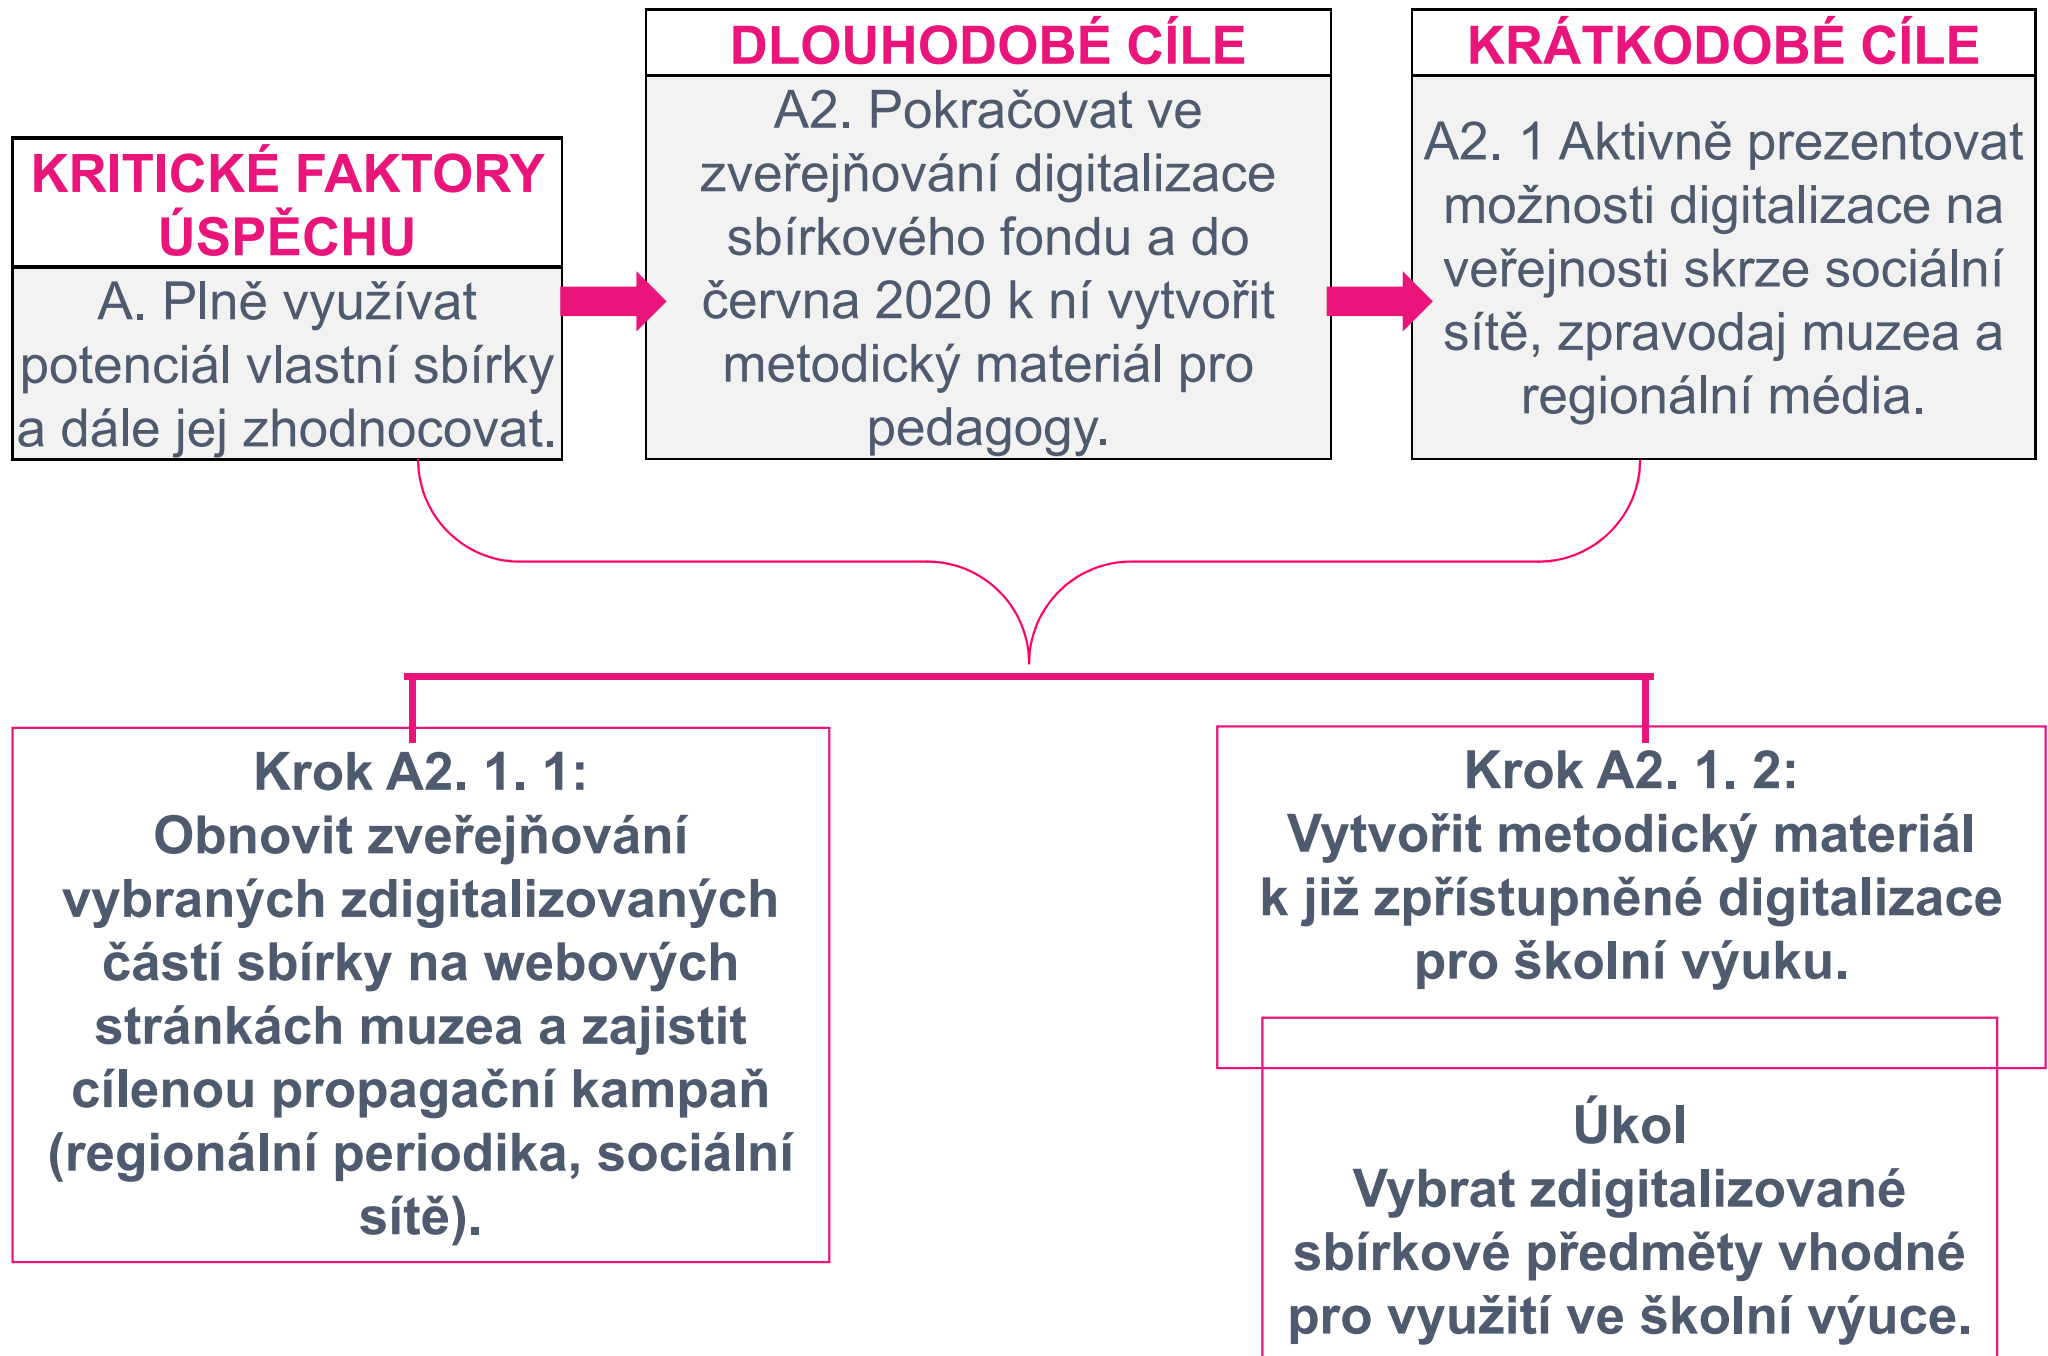 KRITICKÉ FAKTORY
ÚSPĚCHU
A. Plně využívat
potenciál vlastní sbírky
a dále jej zhodnocovat.
DLOUHODOBÉ CÍLE
A2. Pokračovat ve
zveřejňování digitalizace
sbírkového fondu a do
června 2020 k ní vytvořit
metodický materiál pro
pedagogy.
KRÁTKODOBÉ CÍLE
A2. 1 Aktivně prezentovat
možnosti digitalizace na
veřejnosti skrze sociální
sítě, zpravodaj muzea a
regionální média.
Krok A2. 1. 1:
Obnovit zveřejňování
vybraných zdigitalizovaných
částí sbírky na webových
stránkách muzea a zajistit
cílenou propagační kampaň
(regionální periodika, sociální
sítě).
Krok A2. 1. 2:
Vytvořit metodický materiál
k již zpřístupněné digitalizace
pro školní výuku.
Úkol
Vybrat zdigitalizované
sbírkové předměty vhodné
pro využití ve školní výuce.